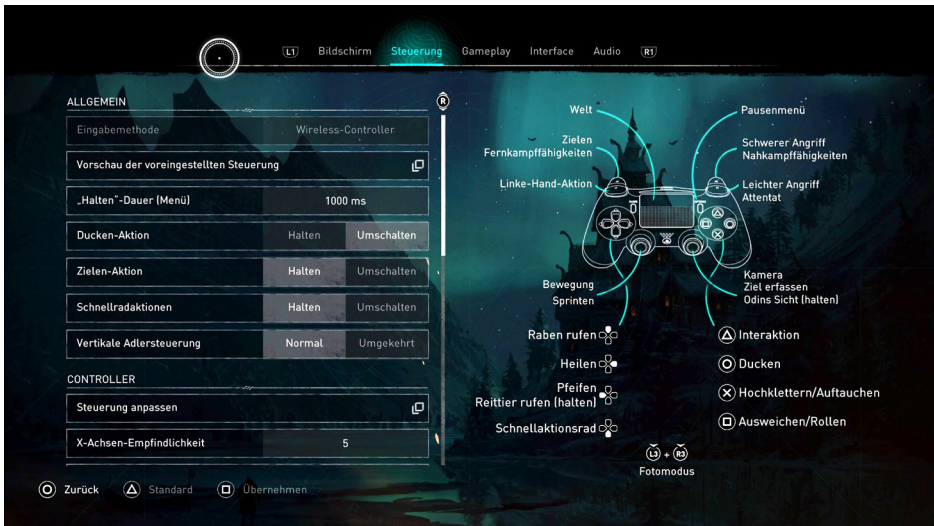 L1 Bildschirm Steuerung Gameplay Interface Audio R1
ALLGEMEIN
R
Eingabemethode Wireless-Controller
Vorschau der voreingestellten Steuerung
„Halten"-Dauer (Menü) 1000 ms
Ducken-Aktion Halten Umschalten
Zielen-Aktion Halten Umschalten
Schnellradaktionen Halten Umschalten
Vertikale Adlersteuerung Normal Umgekehrt
CONTROLLER
Steuerung anpassen
X-Achsen-Empfindlichkeit 5
Zurück Standard Übernehmen
Welt
Zielen
Fernkampffähigkeiten
Linke-Hand-Aktion
Pausenmenü
Schwerer Angriff
Nahkampffähigkeiten
Leichter Angriff
Attentat
Bewegung
Sprinten
Kamera
Ziel erfassen
Odins Sicht (halten)
Raben rufen
Heilen
Pfeifen
Reittier rufen (halten)
Schnellaktionsrad
Interaktion
Ducken
Hochklettern/Auftauchen
Ausweichen/Rollen
L3 + R3
Fotomodus